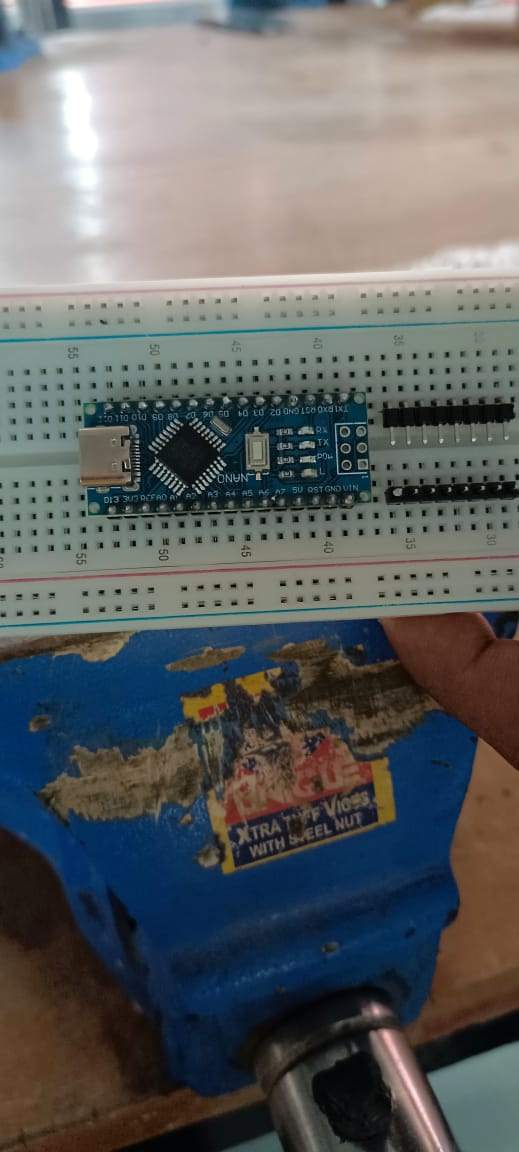 55 50 45 40 35 30
D12 D11 D10 D9 D8 D7 D6 D5 D4 D3 D2 GND RST RX0 TX1
RX
TX
NANO
1
D13 3V3 REF A0 A1 A2 A3 A4 A5 A6 A7 5V RST GND VIN
55 50 45 40 35 30
XTRA TUFF VICES
WITH STEEL NUT